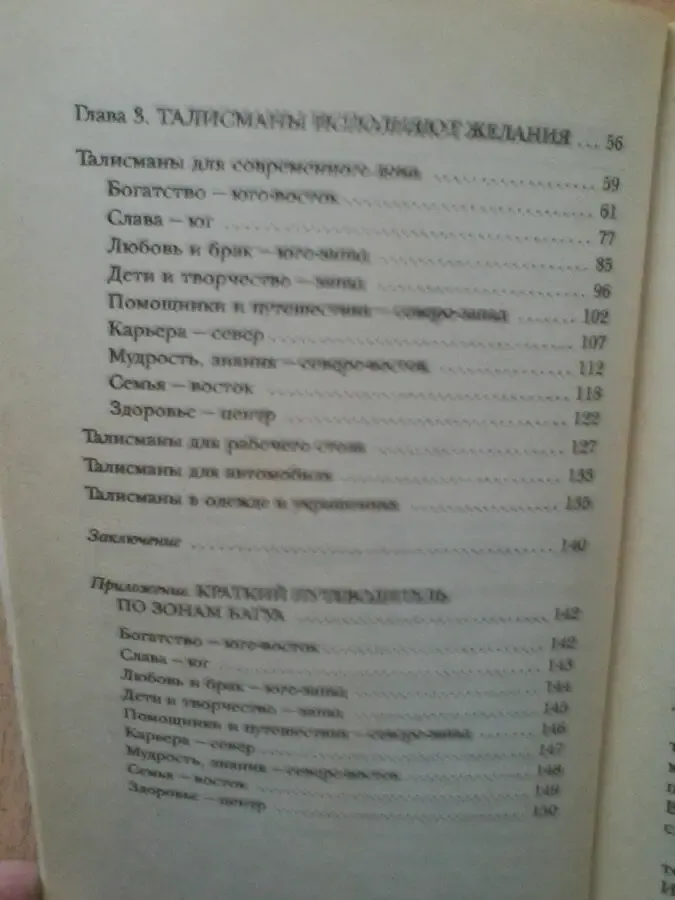 Глава 3. ТАЛИСМАНЫ ИСПОЛНЯЮТ ЖЕЛАНИЯ ... 56
Талисманы для современного дома ........ 59
Богатство – юго-восток ........ 61
Слава – юг ........ 77
Любовь и брак – юго-запад ........ 85
Дети и творчество – запад ........ 96
Помощники и путешествия – северо-запад ........ 102
Карьера – север ........ 107
Мудрость, знания – северо-восток ........ 112
Семья – восток ........ 118
Здоровье – центр ........ 122
Талисманы для рабочего стола ........ 127
Талисманы для автомобиля ........ 133
Талисманы в одежде и украшениях ........ 135
Заключение ........ 140
Приложение. КРАТКИЙ ПУТЕВОДИТЕЛЬ
ПО ЗОНАМ БАГУА ........ 142
Богатство – юго-восток ........ 142
Слава – юг ........ 143
Любовь и брак – юго-запад ........ 144
Дети и творчество – запад ........ 145
Помощники и путешествия – северо-запад ........ 146
Карьера – север ........ 147
Мудрость, знания – северо-восток ........ 148
Семья – восток ........ 149
Здоровье – центр ........ 150